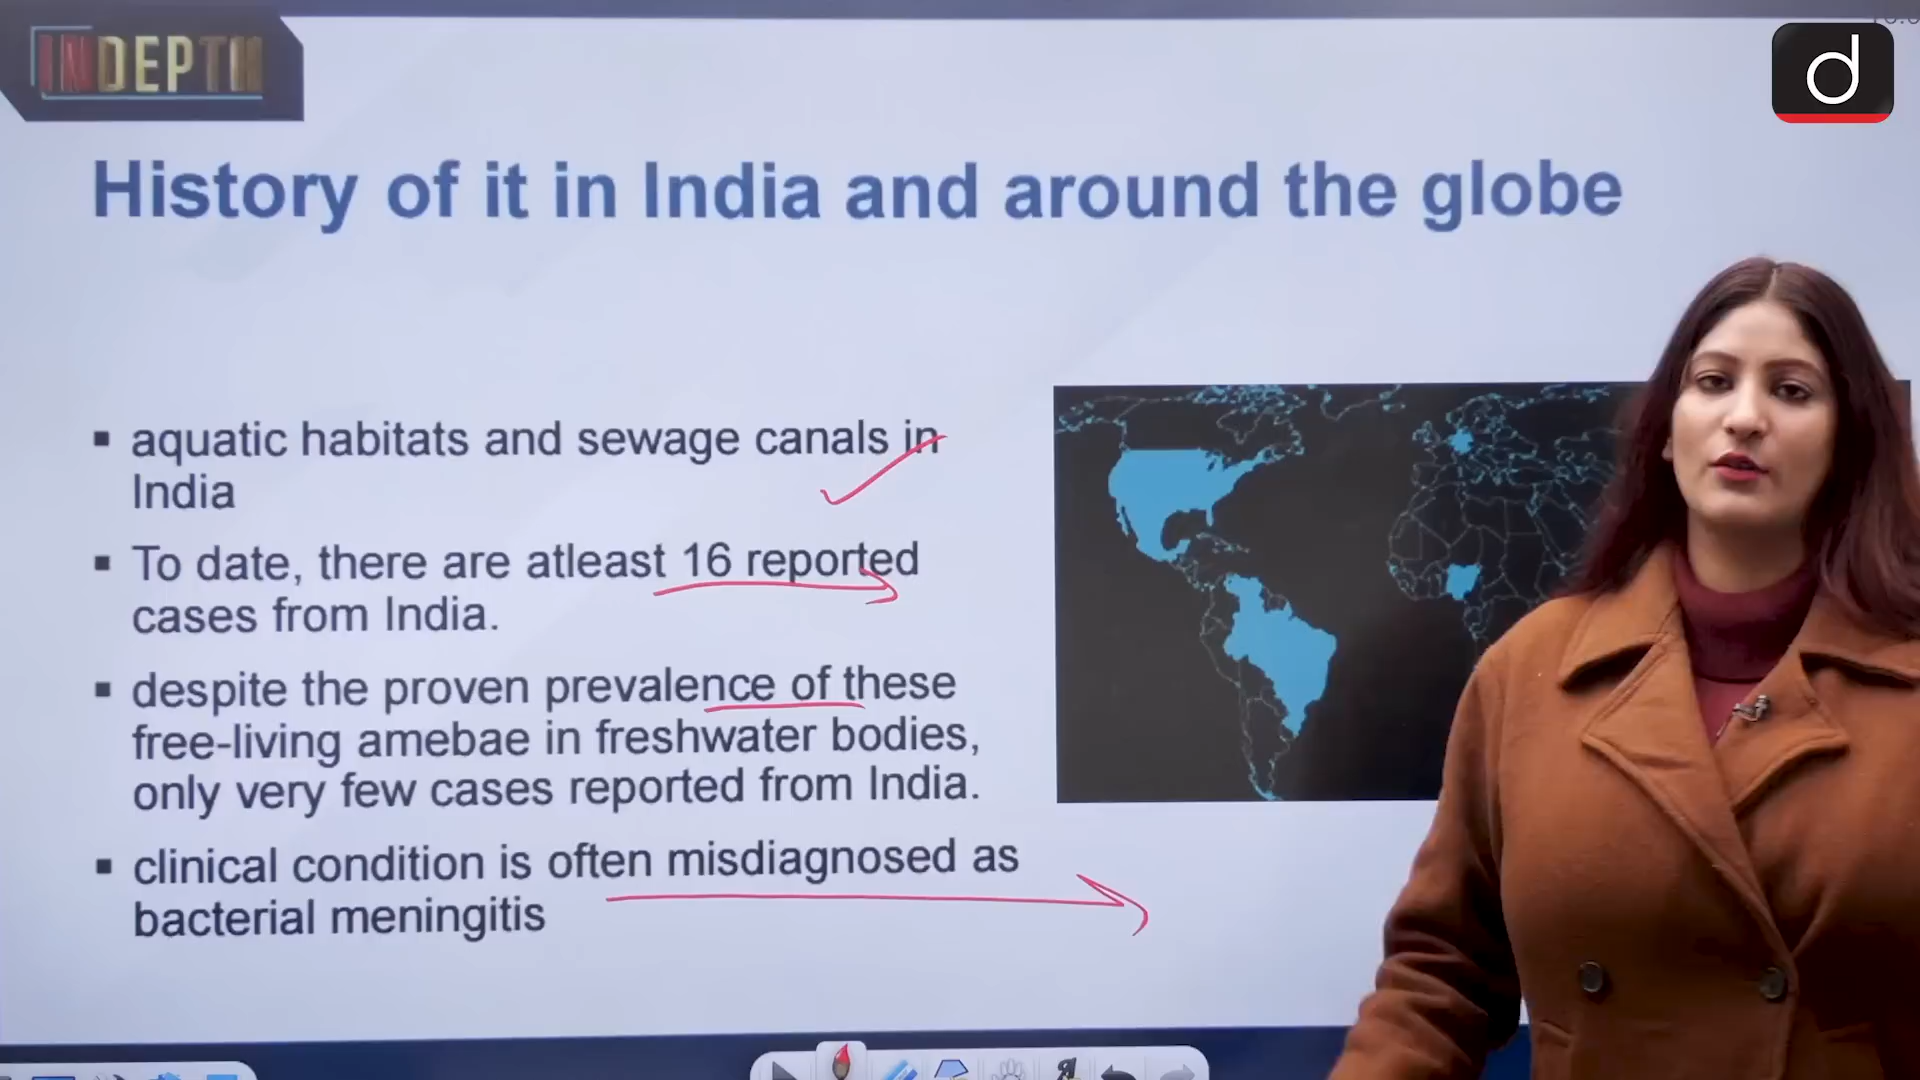 INDEPTH
d
History of it in India and around the globe
▪ aquatic habitats and sewage canals in
India
▪ To date, there are atleast 16 reported
cases from India.
▪ despite the proven prevalence of these
free-living amebae in freshwater bodies,
only very few cases reported from India.
▪ clinical condition is often misdiagnosed as
bacterial meningitis